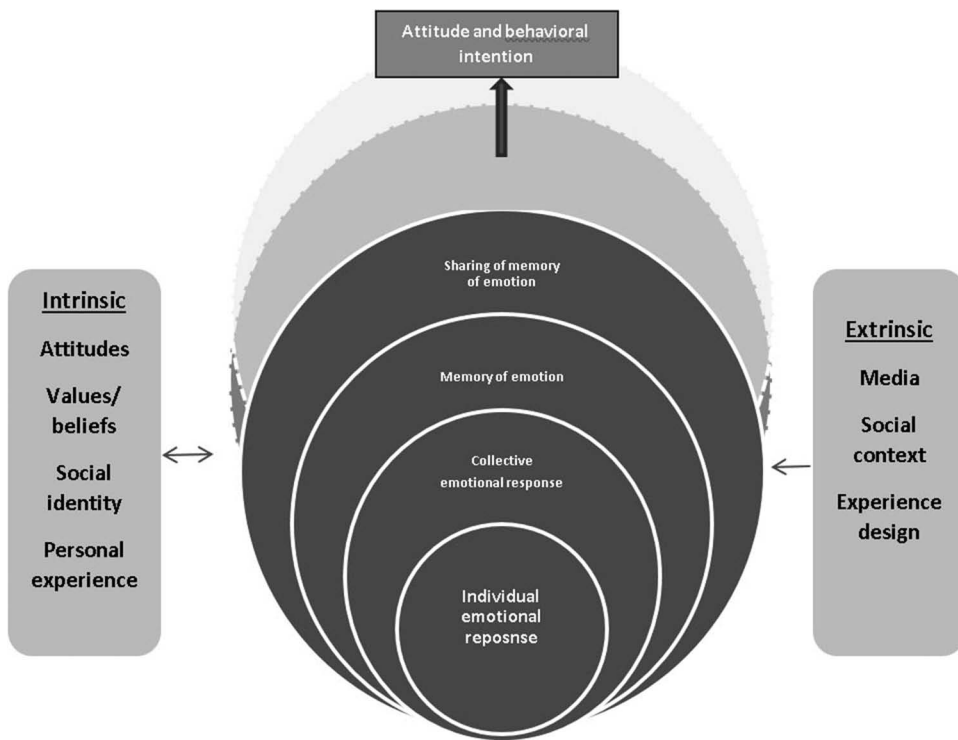 Attitude and behavioral
intention
Sharing of memory
of emotion
Memory of emotion
Collective
emotional response
Individual
emotional
reposnse
Intrinsic
Attitudes
Values/
beliefs
Social
identity
Personal
experience
Extrinsic
Media
Social
context
Experience
design